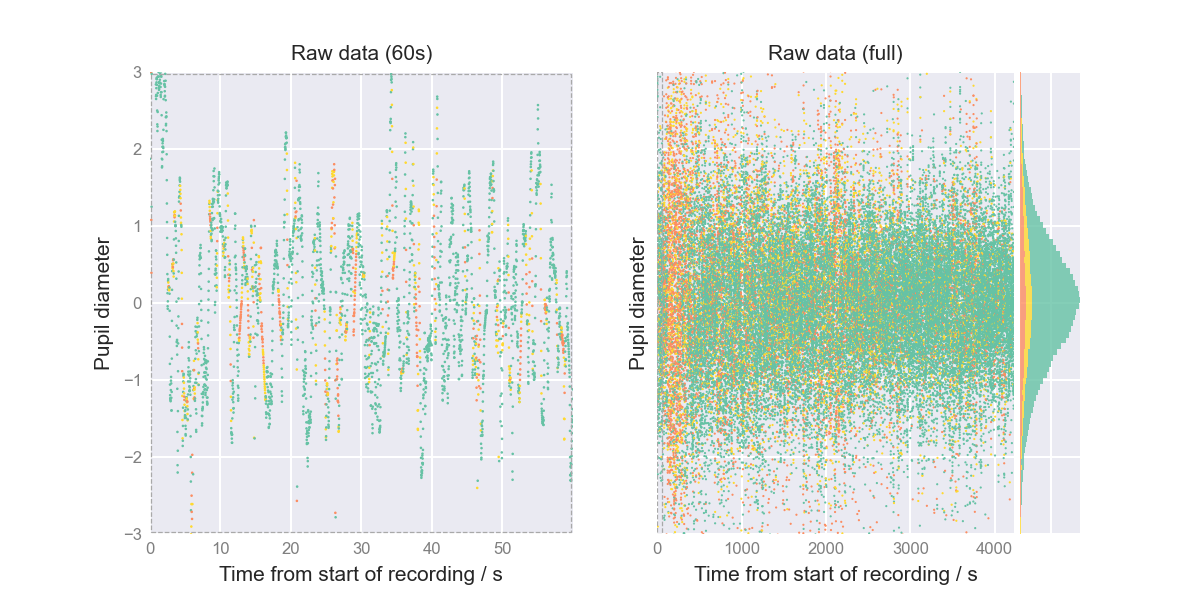 Raw data (60s)
Pupil diameter
3
2
1
0
−1
−2
−3
0 10 20 30 40 50
Time from start of recording / s
Raw data (full)
Pupil diameter
0 1000 2000 3000 4000
Time from start of recording / s